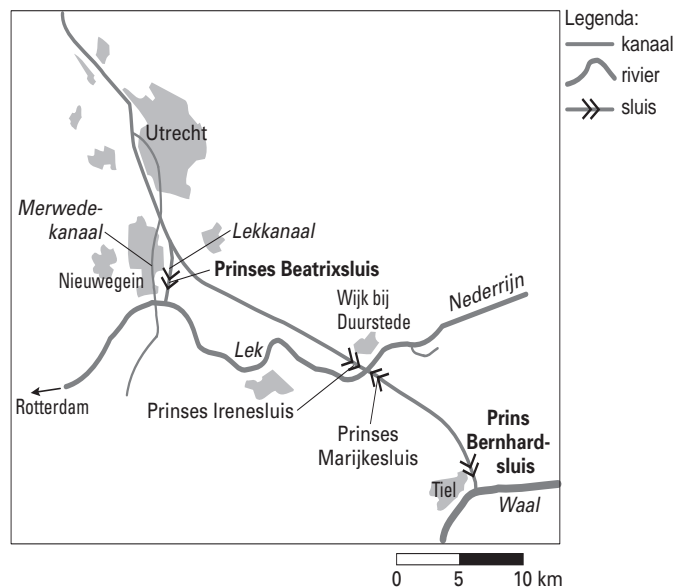 Legenda:
kanaal
rivier
sluis
Utrecht
Merwede-
kanaal
Lekkanaal
Nieuwegein
Prinses Beatrixsluis
Wijk bij
Duurstede
Nederrijn
Lek
Rotterdam
Prinses Irenesluis
Prinses
Marijkesluis
Prins
Bernhard-
sluis
Tiel
Waal
0 5 10 km